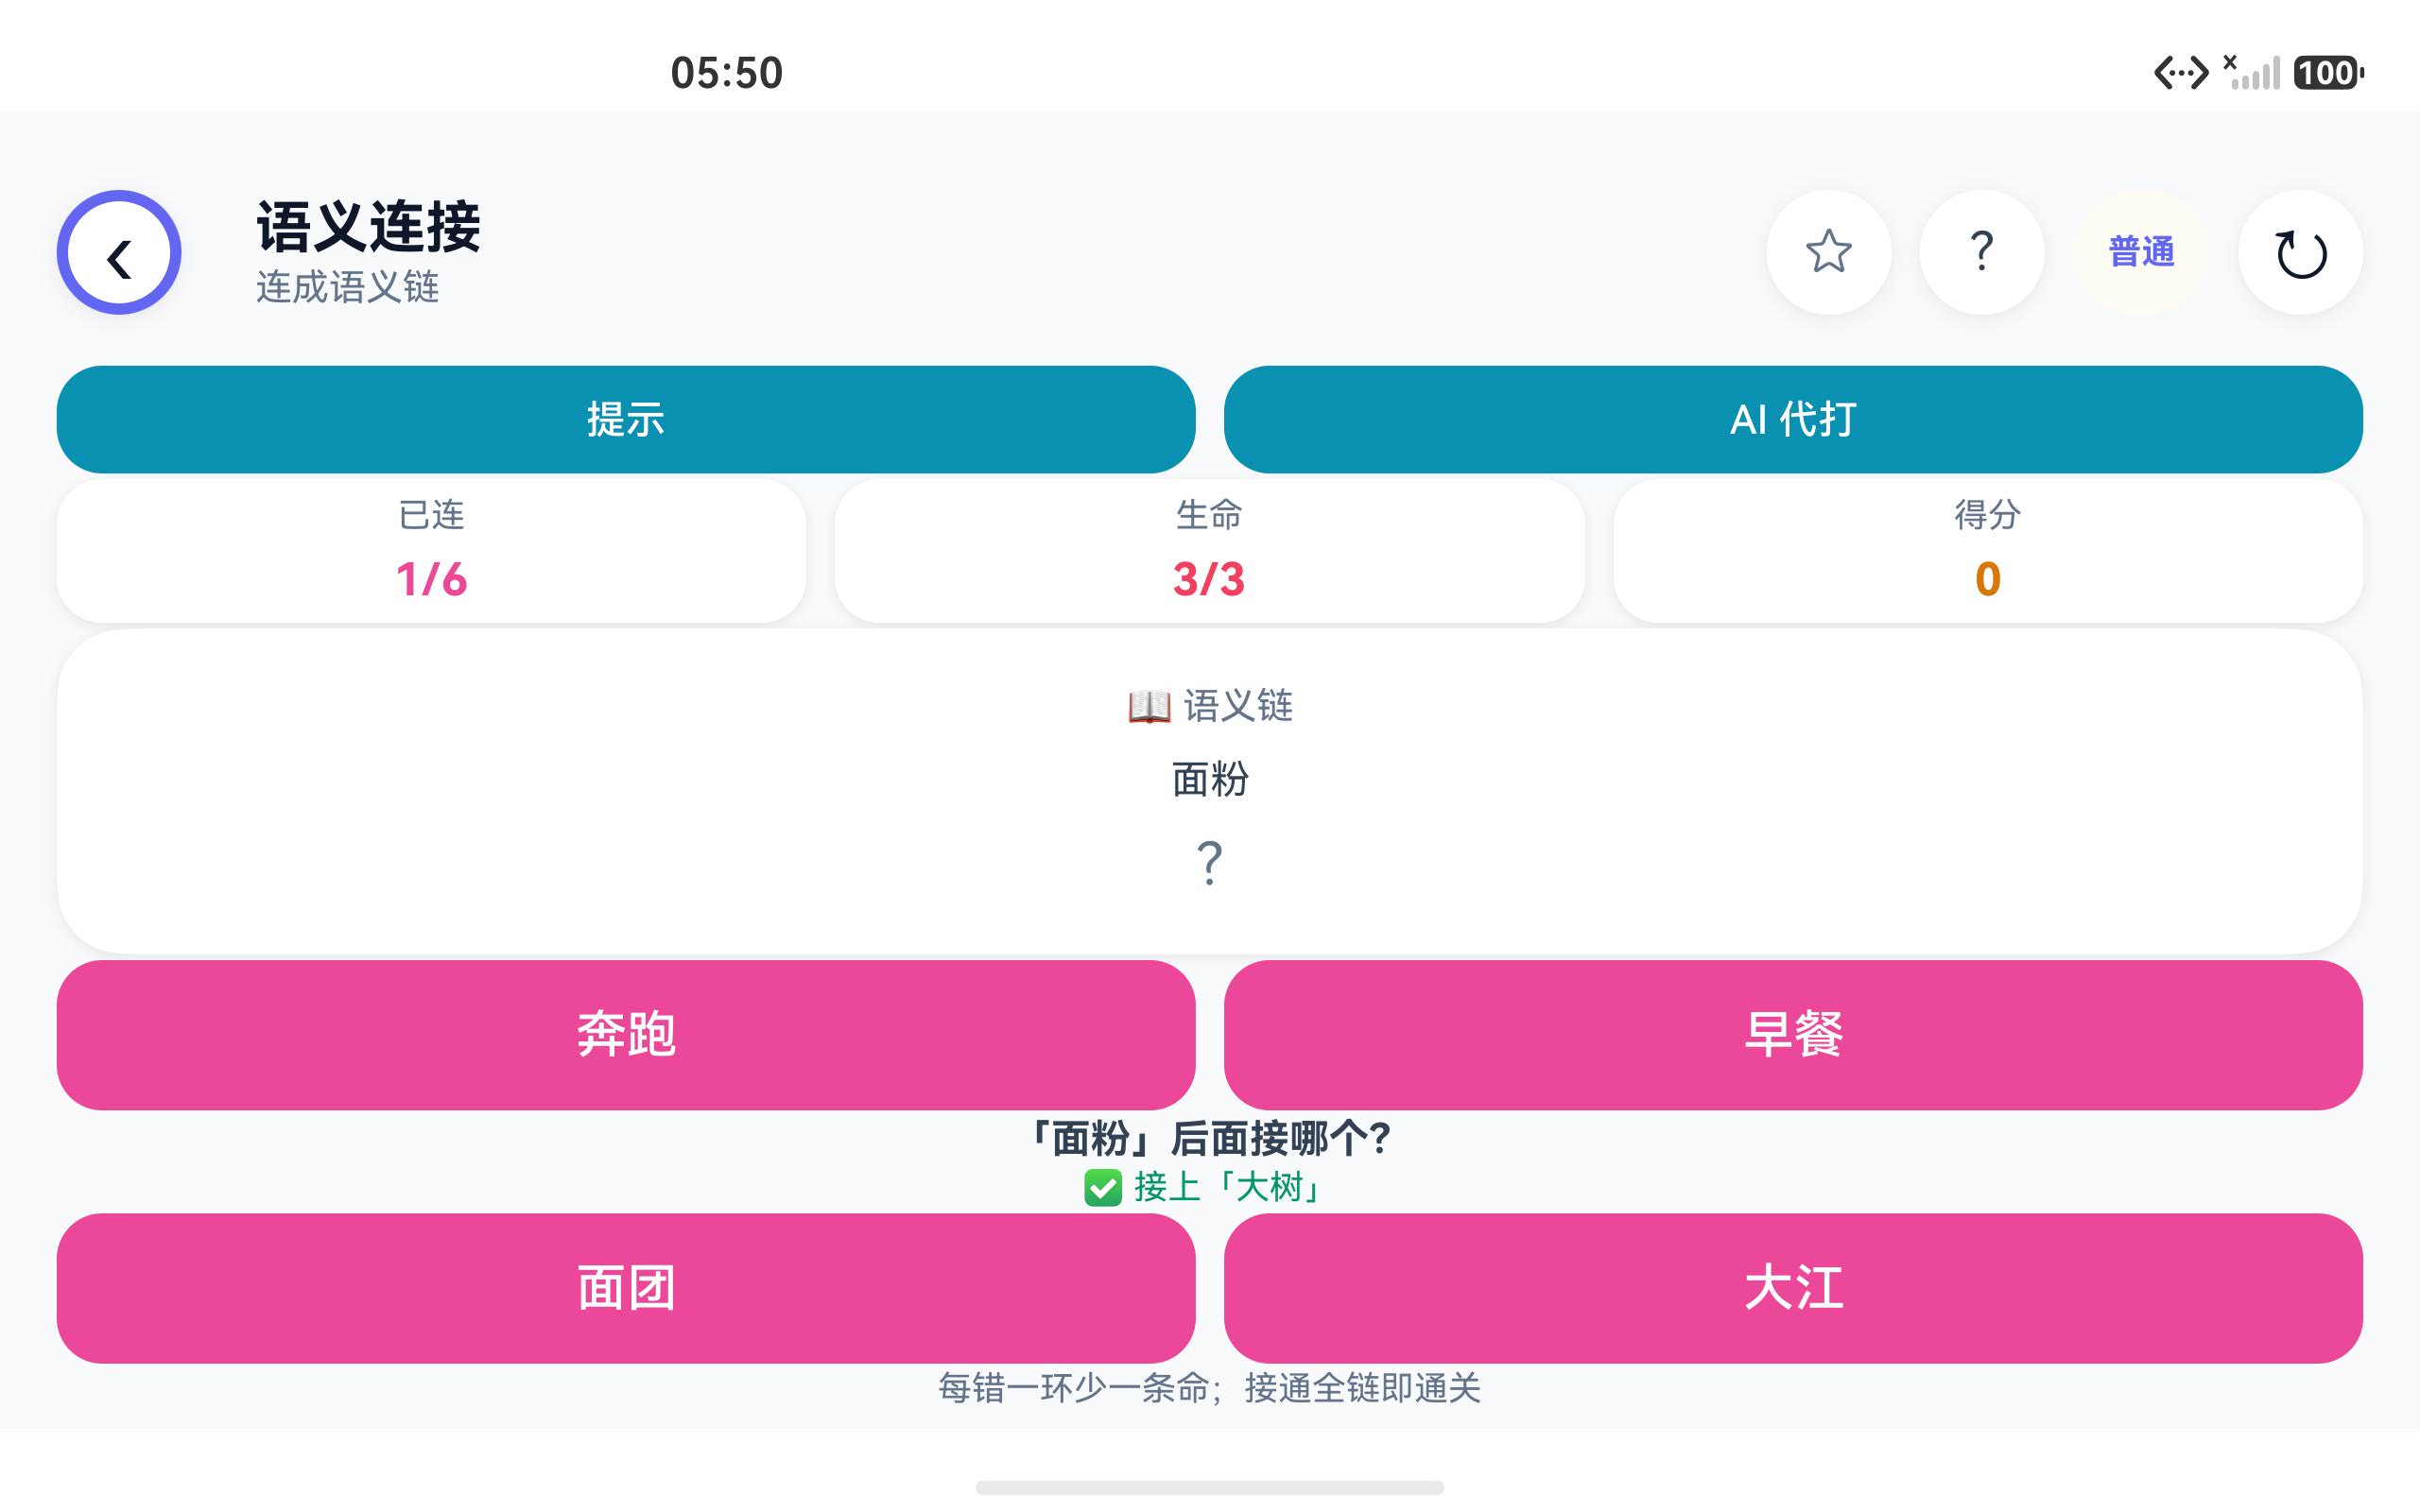 05:50
100
语义连接
连成语义链
?
普通
提示
AI 代打
已连
1/6
生命
3/3
得分
0
语义链
面粉
?
奔跑
早餐
「面粉」后面接哪个?
接上「大树」
面团
大江
每错一环少一条命；接通全链即通关